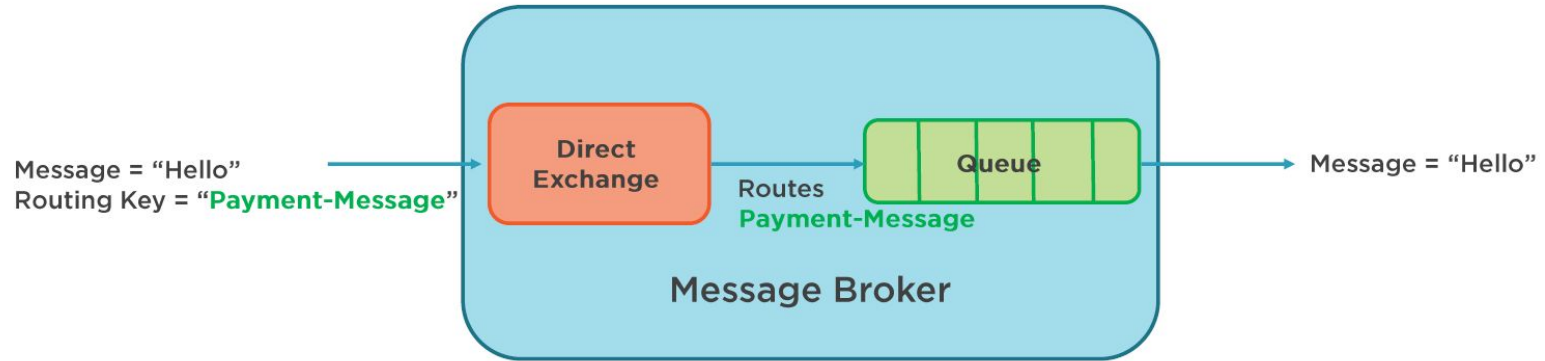 Message = “Hello”
Routing Key = “Payment-Message”
Direct
Exchange
Routes
Payment-Message
Queue
Message = “Hello”
Message Broker